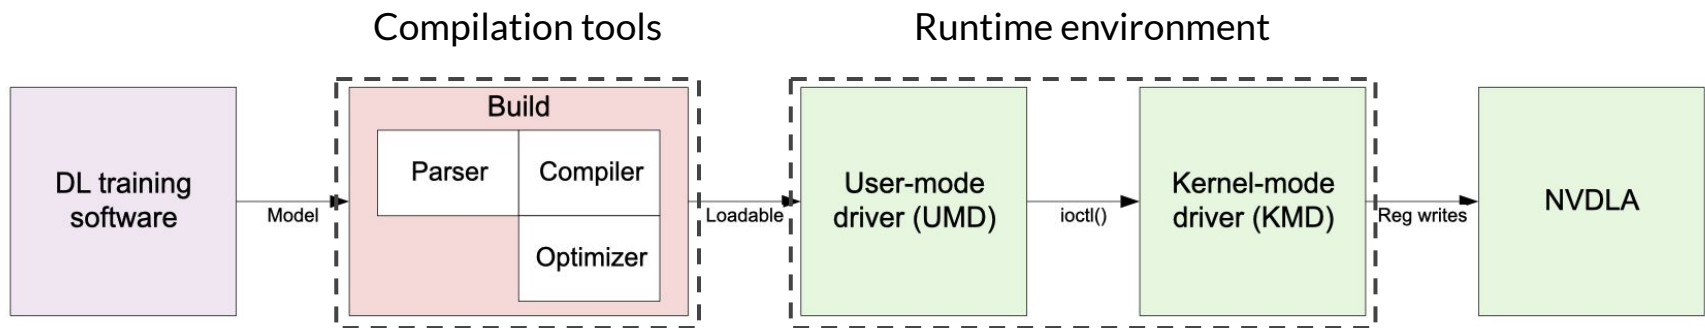 Compilation tools
Runtime environment
DL training
software
Model
Build
Parser
Compiler
Optimizer
Loadable
User-mode
driver (UMD)
ioctl()
Kernel-mode
driver (KMD)
Reg writes
NVDLA